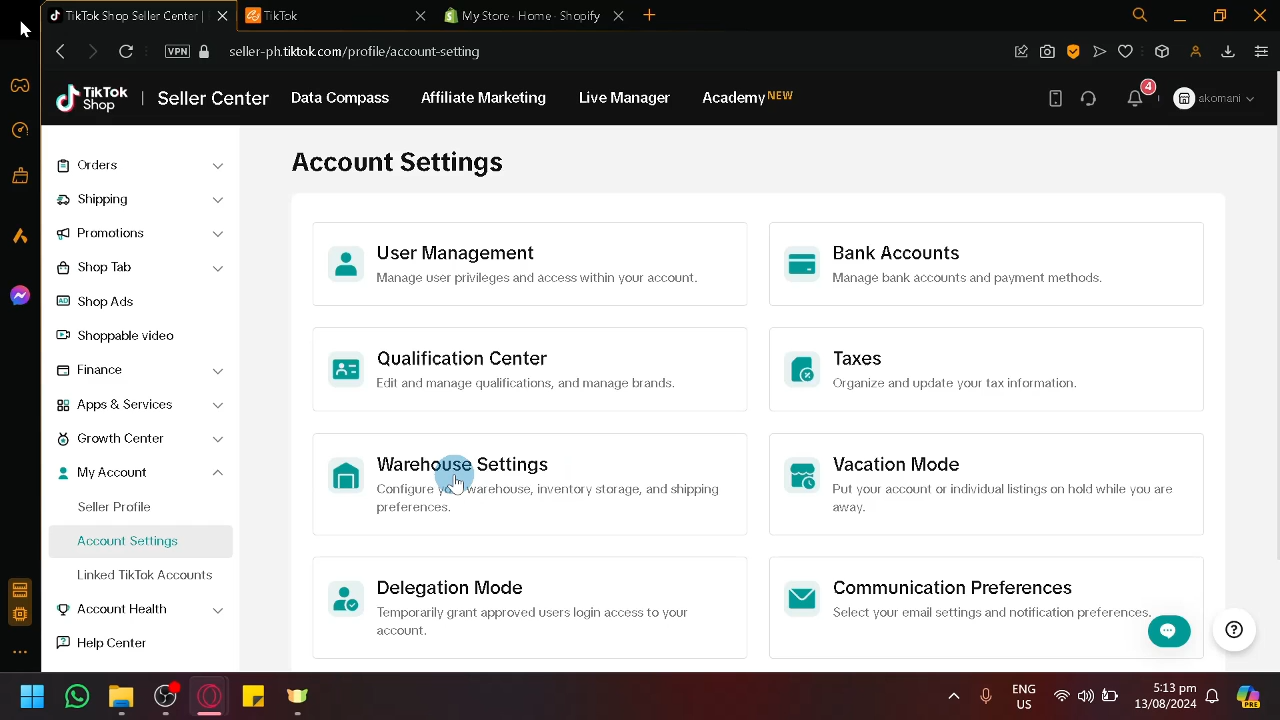 TikTok Shop Seller Center |
TikTok
My Store · Home · Shopify
VPN
seller-ph.tiktok.com/profile/account-setting
TikTok Shop | Seller Center
Data Compass
Affiliate Marketing
Live Manager
Academy NEW
4
akomani
Orders
Shipping
Promotions
Shop Tab
AD Shop Ads
Shoppable video
Finance
Apps & Services
Growth Center
My Account
Seller Profile
Account Settings
Linked TikTok Accounts
Account Health
Help Center
Account Settings
User Management
Manage user privileges and access within your account.
Bank Accounts
Manage bank accounts and payment methods.
Qualification Center
Edit and manage qualifications, and manage brands.
Taxes
Organize and update your tax information.
Warehouse Settings
Configure your warehouse, inventory storage, and shipping
preferences.
Vacation Mode
Put your account or individual listings on hold while you are
away.
Delegation Mode
Temporarily grant approved users login access to your
account.
Communication Preferences
Select your email settings and notification preferences.
ENG
US
5:13 pm
13/08/2024
PRE